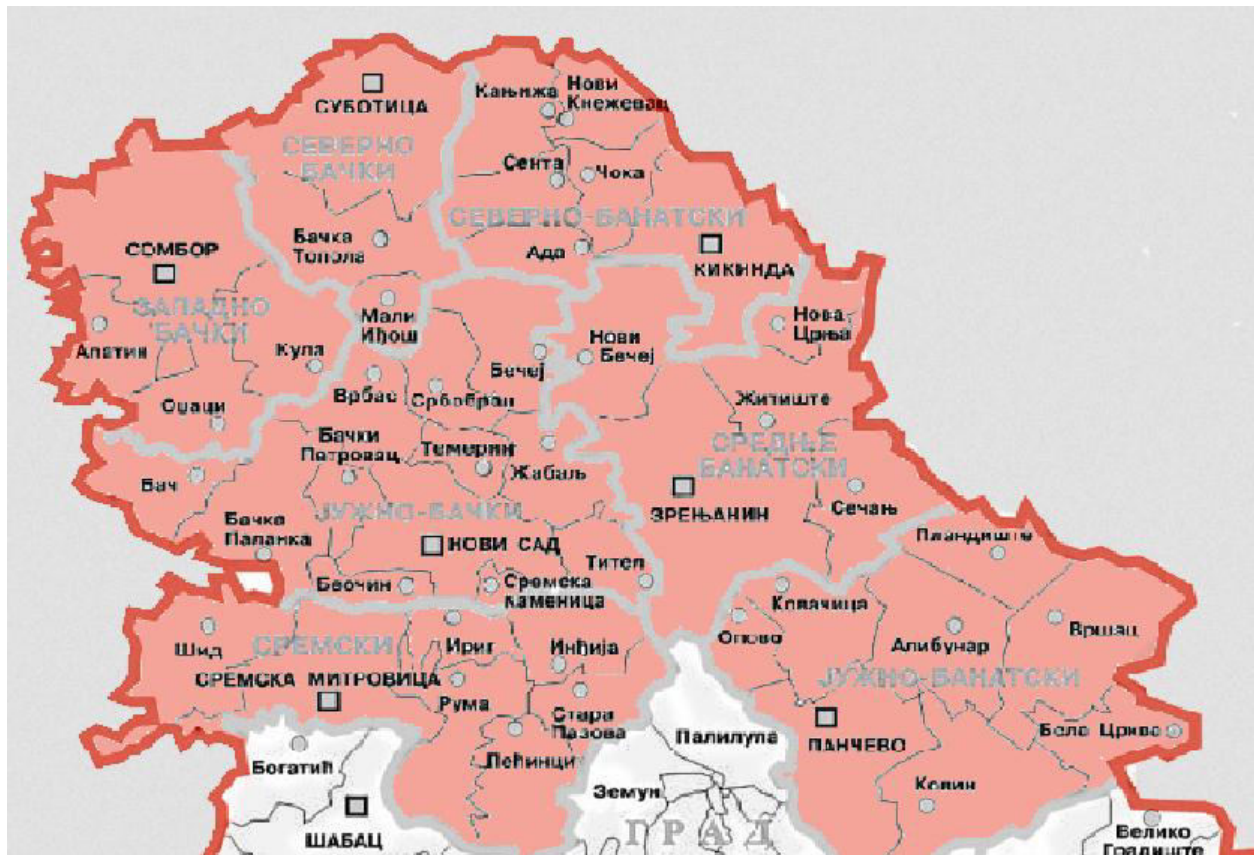 СУБОТИЦА
СЕВЕРНО
БАЧКИ
Кањижа
Нови
Кнежевац
Сента
Чока
СЕВЕРНО-БАНАТСКИ
Ада
КИКИНДА
Бачка
Топола
СОМБОР
ЗАПАДНО
БАЧКИ
Апатин
Кула
Оџаци
Мали
Иђош
Нова
Црња
Нови
Бечеј
Бечеј
Врбас
Србобран
Житиште
Бачки
Петровац
Темерин
Жабаљ
СРЕДЊЕ
БАНАТСКИ
Бач
ЗРЕЊАНИН
Сечањ
ЈУЖНО-БАЧКИ
Бачка
Паланка
НОВИ САД
Тител
Пландиште
Беочин
Сремска
Каменица
Ковачица
Опово
Алибунар
Вршац
Шид
СРЕМСКИ
Ириг
Инђија
СРЕМСКА МИТРОВИЦА
Рума
Стара
Пазова
Пећинци
ЈУЖНО-БАНАТСКИ
ПАНЧЕВО
Бела Црква
Ковин
Палилула
Земун
ГРАД
Богатић
ШАБАЦ
Велико
Градиште